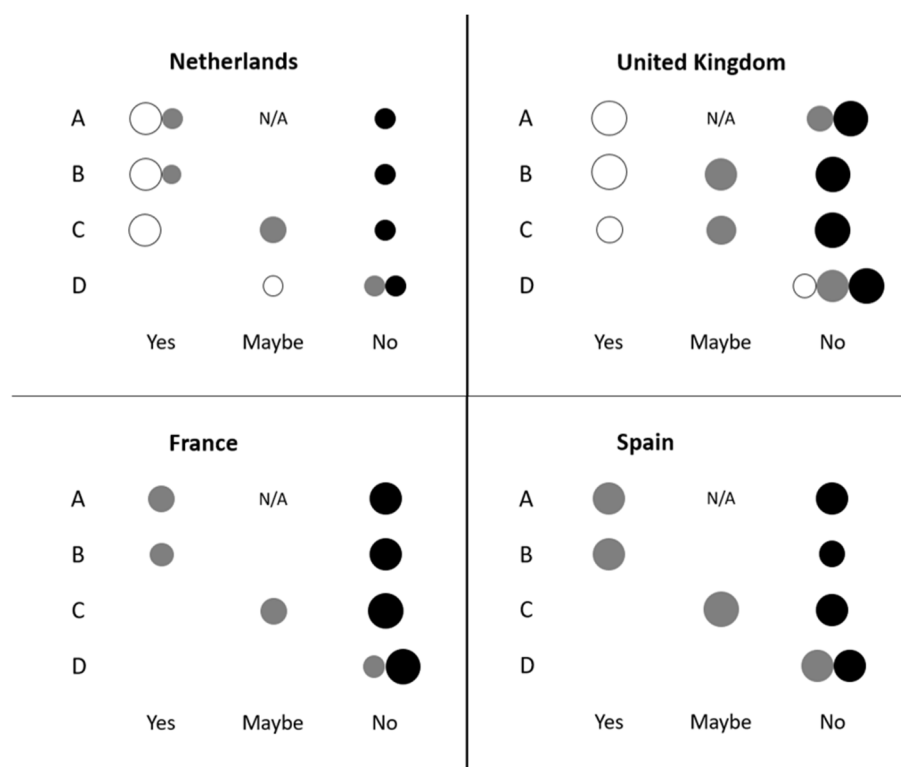 Netherlands
A N/A
B
C
D
Yes Maybe No
United Kingdom
A N/A
B
C
D
Yes Maybe No
France
A N/A
B
C
D
Yes Maybe No
Spain
A N/A
B
C
D
Yes Maybe No